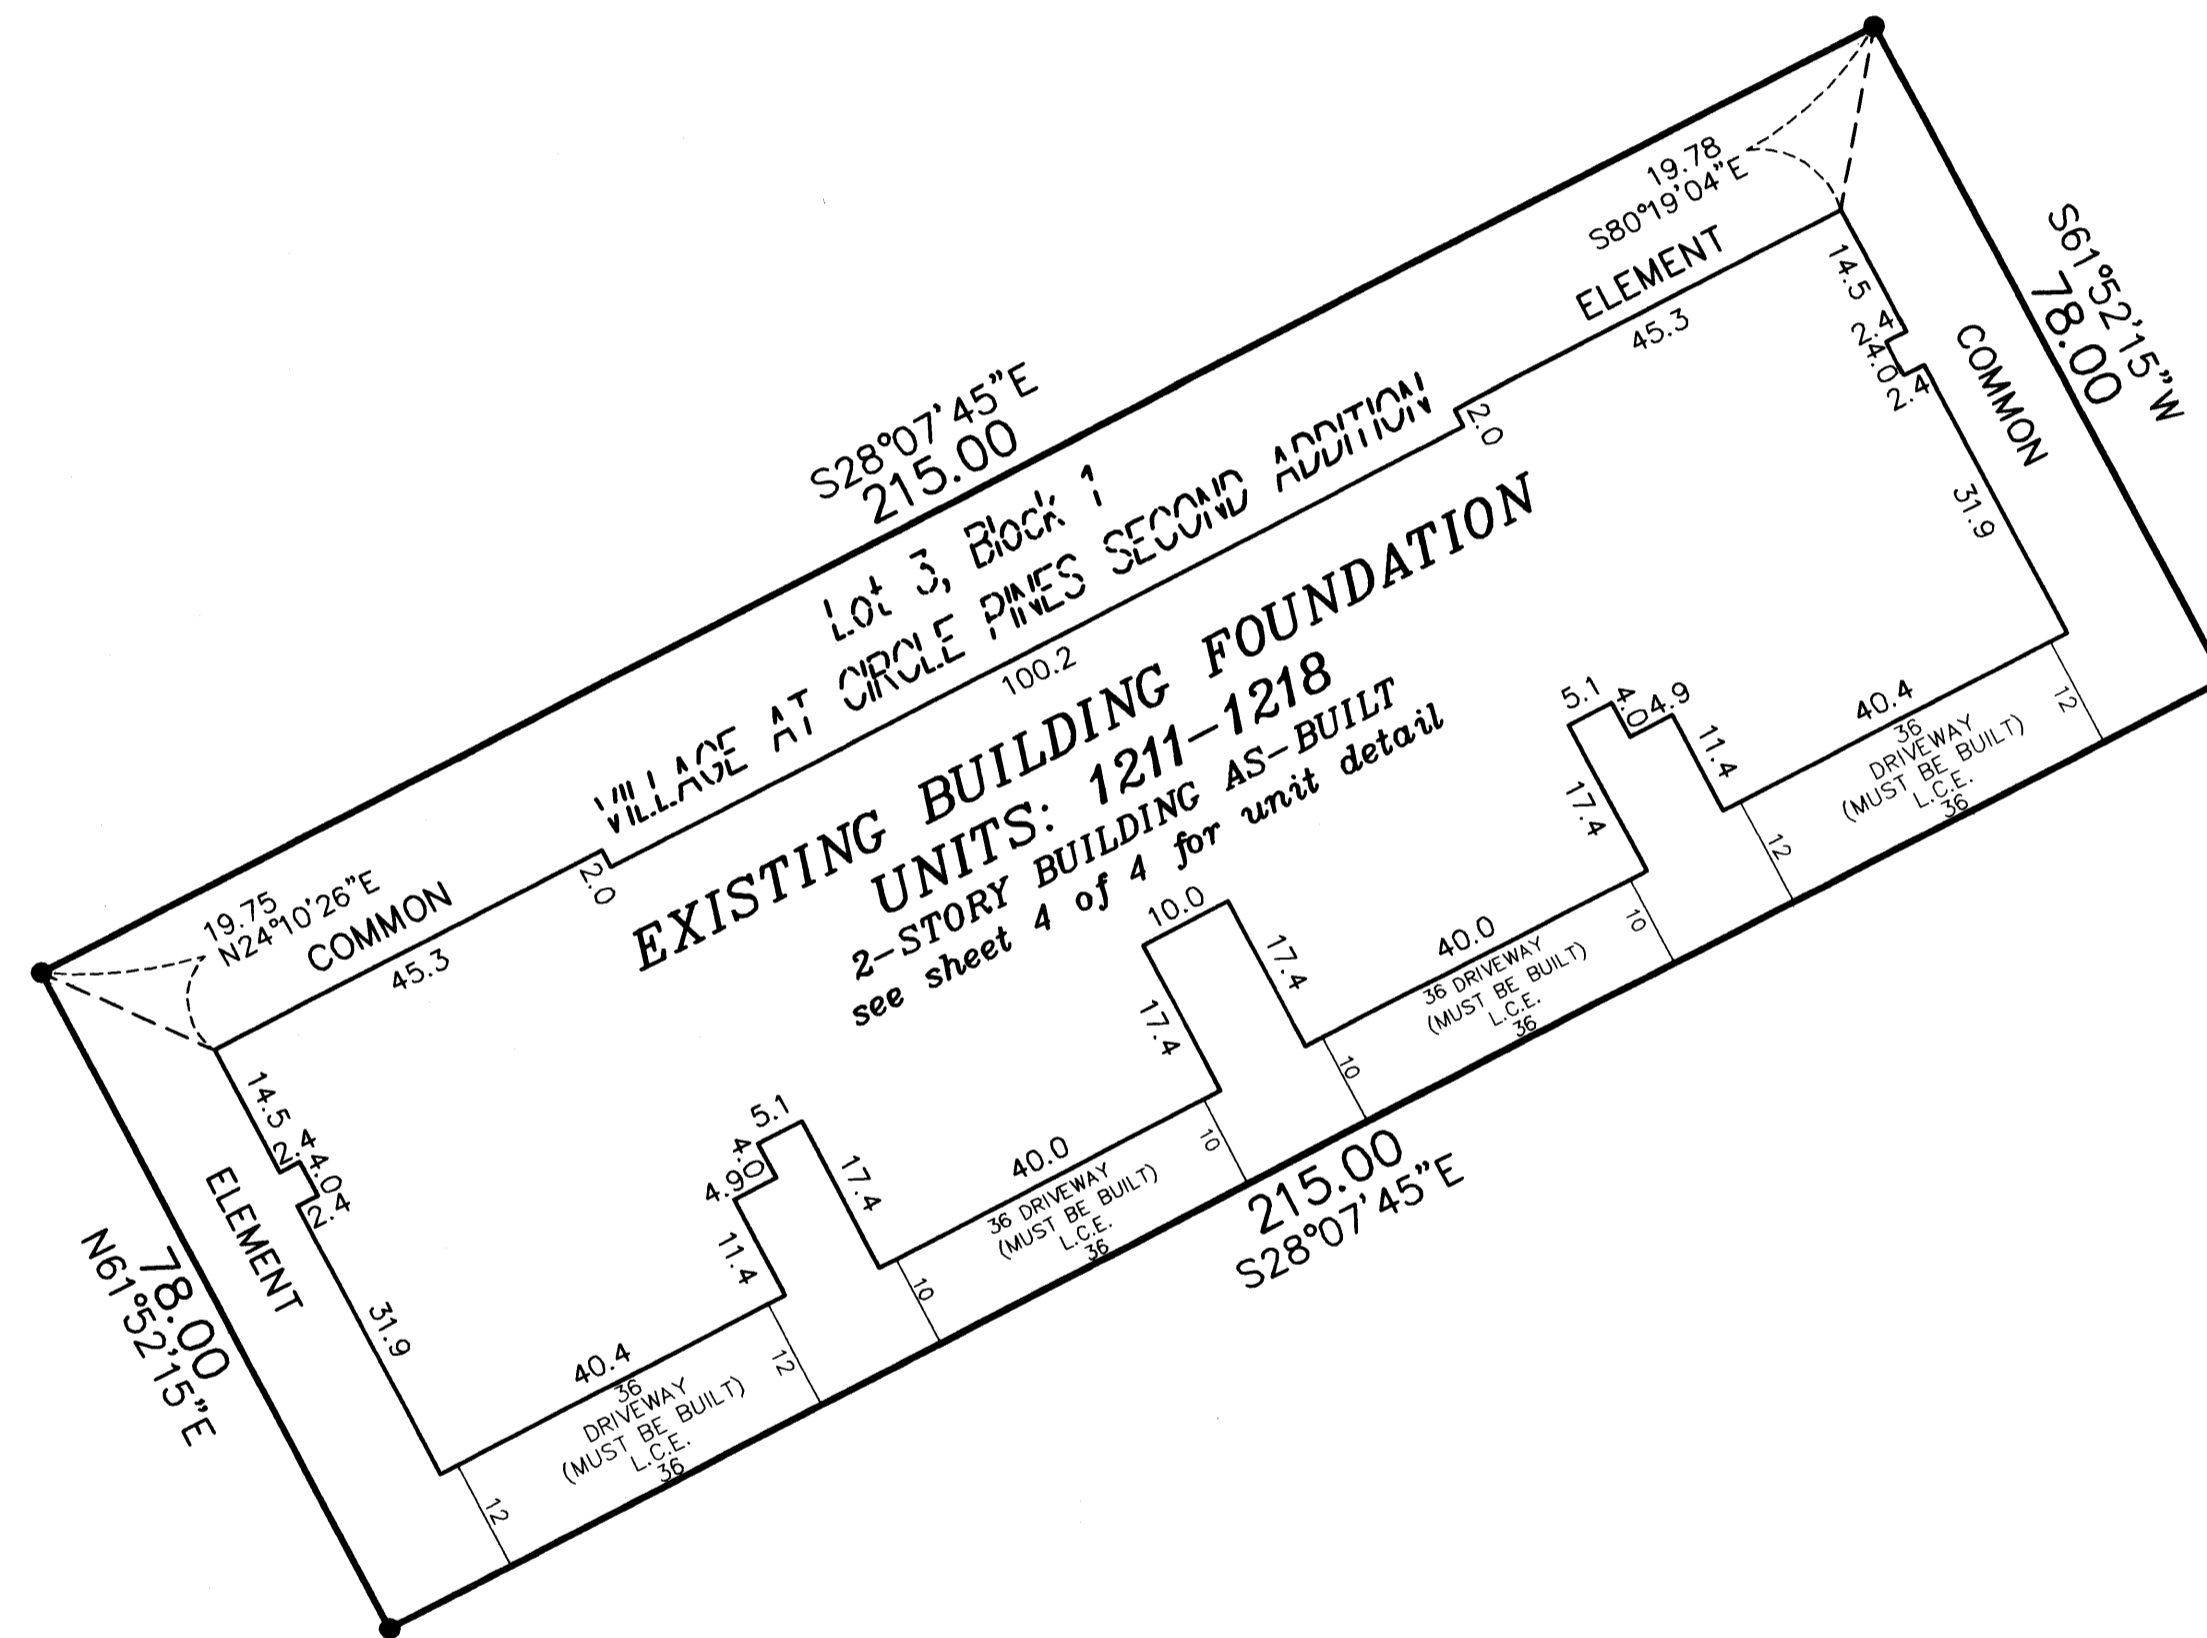 S28°07'45"E
215.00
19.78
S80°19'04"E
ELEMENT
45.3
14.5
2.4
4.0
2.4
COMMON
S61°52'15"W
78.00
31.9
2.0
Lot 3, Block 1
VILLAGE AT CIRCLE PINES SECOND ADDITION
100.2
EXISTING BUILDING FOUNDATION
UNITS: 1211-1218
2-STORY BUILDING AS-BUILT
see sheet 4 of 4 for unit detail
19.75
N24°10'26"E
COMMON
45.3
2.0
14.5
2.4
4.0
2.4
ELEMENT
78.00
N61°52'15"E
31.9
40.4
36
DRIVEWAY
(MUST BE BUILT)
L.C.E.
36
12
12
11.4
4.9
4.0
5.1
17.4
40.0
36 DRIVEWAY
(MUST BE BUILT)
L.C.E.
36
10
10
17.4
10.0
17.4
40.0
36 DRIVEWAY
(MUST BE BUILT)
L.C.E.
36
10
10
17.4
5.1
4.0
4.9
11.4
40.4
36
DRIVEWAY
(MUST BE BUILT)
L.C.E.
36
12
12
215.00
S28°07'45"E